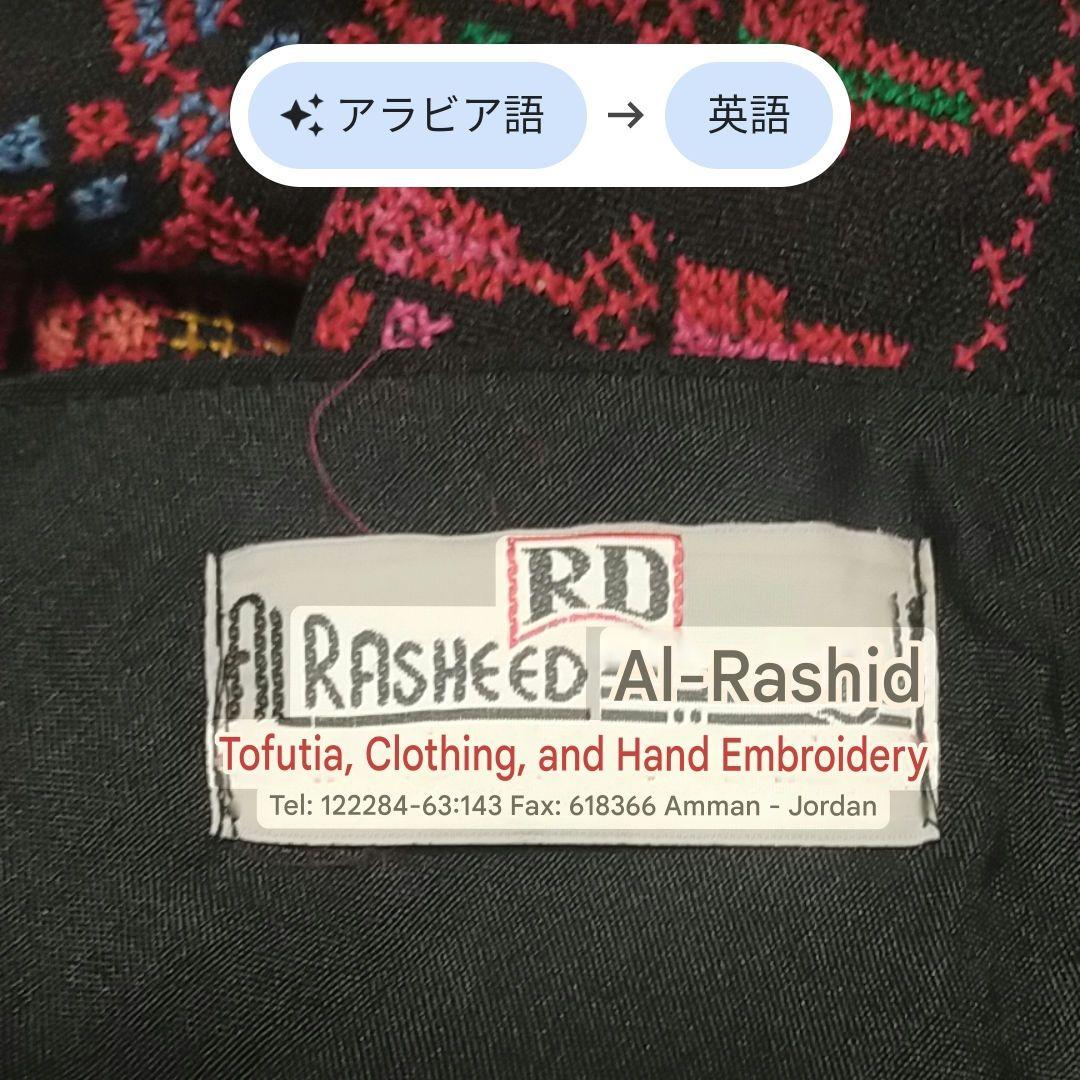 アラビア語 → 英語
RD
Al RASHEED Al-Rashid
Tofutia, Clothing, and Hand Embroidery
Tel: 122284-63:143 Fax: 618366 Amman - Jordan